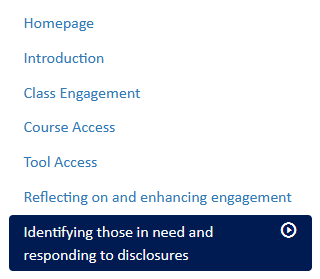 Homepage
Introduction
Class Engagement
Course Access
Tool Access
Reflecting on and enhancing engagement
Identifying those in need and
responding to disclosures